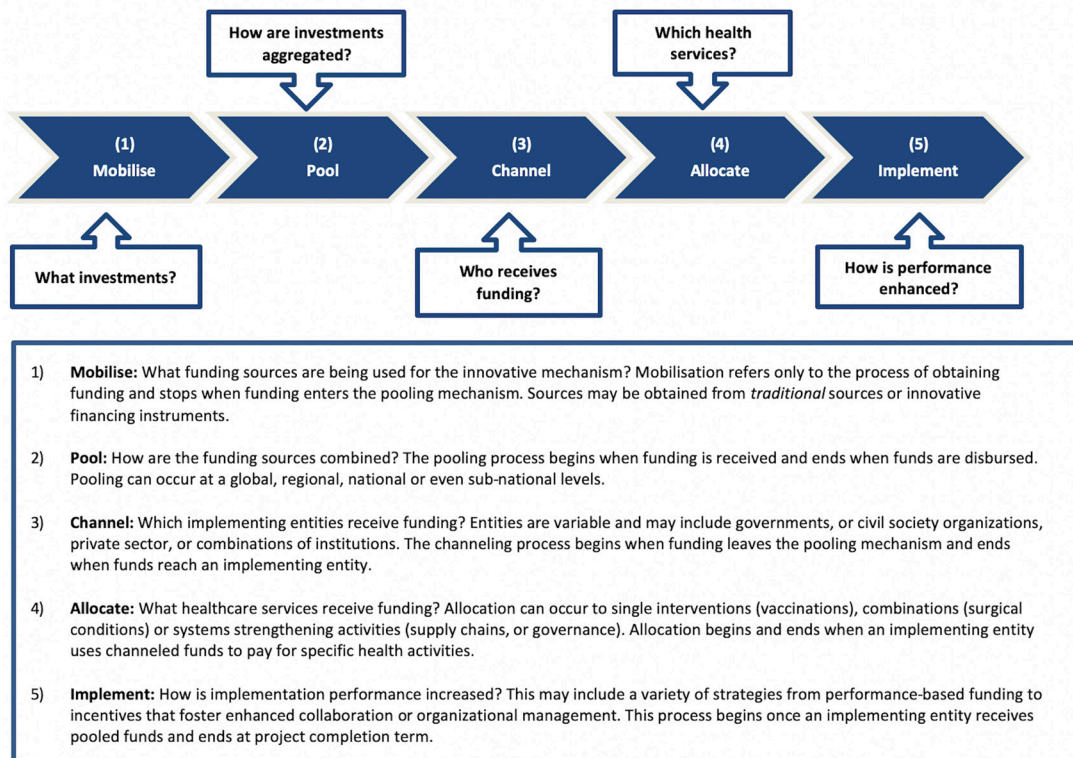 How are investments
aggregated?
Which health
services?
(1)
Mobilise
(2)
Pool
(3)
Channel
(4)
Allocate
(5)
Implement
What investments?
Who receives
funding?
How is performance
enhanced?
1) Mobilise: What funding sources are being used for the innovative mechanism? Mobilisation refers only to the process of obtaining
funding and stops when funding enters the pooling mechanism. Sources may be obtained from traditional sources or innovative
financing instruments.
2) Pool: How are the funding sources combined? The pooling process begins when funding is received and ends when funds are disbursed.
Pooling can occur at a global, regional, national or even sub-national levels.
3) Channel: Which implementing entities receive funding? Entities are variable and may include governments, or civil society organizations,
private sector, or combinations of institutions. The channeling process begins when funding leaves the pooling mechanism and ends
when funds reach an implementing entity.
4) Allocate: What healthcare services receive funding? Allocation can occur to single interventions (vaccinations), combinations (surgical
conditions) or systems strengthening activities (supply chains, or governance). Allocation begins and ends when an implementing entity
uses channeled funds to pay for specific health activities.
5) Implement: How is implementation performance increased? This may include a variety of strategies from performance-based funding to
incentives that foster enhanced collaboration or organizational management. This process begins once an implementing entity receives
pooled funds and ends at project completion term.